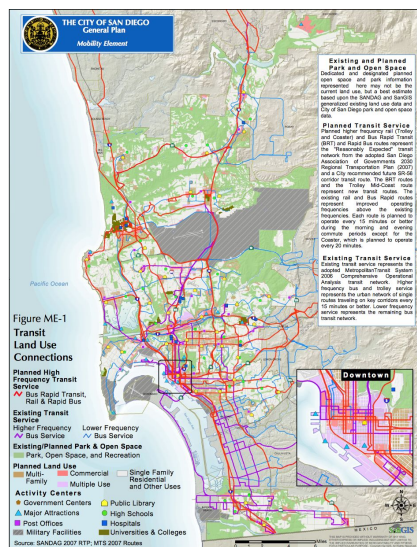 THE CITY OF SAN DIEGO
General Plan
Mobility Element
Existing and Planned
Park and Open Space
Dedicated and designated planned
open space and park information
represented here may not be the
current land use, but a best estimate
based upon the SANDAG and SanGIS
generalized existing land use data and
City of San Diego park and open space
data.
Planned Transit Service
Planned higher frequency rail (Trolley
and Coaster) and Bus Rapid Transit
(BRT) and Rapid Bus routes represent
the "Reasonably Expected" transit
network from the adopted San Diego
Association of Governments 2030
Regional Transportation Plan (2007)
and a City recommended future SR-56
corridor transit route. The BRT routes
and the Trolley Mid-Coast route
represent new transit routes. The
existing rail and Bus Rapid routes
represent improved operating
frequencies above the existing
frequencies. Each route is planned to
operate every 15 minutes or better
during the morning and evening
commute periods except for the
Coaster, which is planned to operate
every 20 minutes.
Existing Transit Service
Existing transit service represents the
adopted MetropolitanTransit System
2006 Comprehensive Operational
Analysis transit network. Higher
frequency bus and trolley service
represents the urban network of single
routes traveling on key corridors every
15 minutes or better. Lower frequency
service represents the remaining bus
transit network.
Pacific Ocean
Figure ME-1
Transit
Land Use
Connections
Planned High
Frequency Transit
Service
Bus Rapid Transit,
Rail & Rapid Bus
Existing Transit
Service
Higher Frequency Lower Frequency
Bus Service Bus Service
Existing/Planned Park & Open Space
Park, Open Space, and Recreation
Planned Land Use
Multi-Family Commercial Single Family
Residential
and Other Uses
Multiple Use
Activity Centers
Government Centers Public Library
Major Attractions High Schools
Post Offices Hospitals
Military Facilities Universities & Colleges
Source: SANDAG 2007 RTP; MTS 2007 Routes
Downtown
MEXICO
Miles
SanGIS